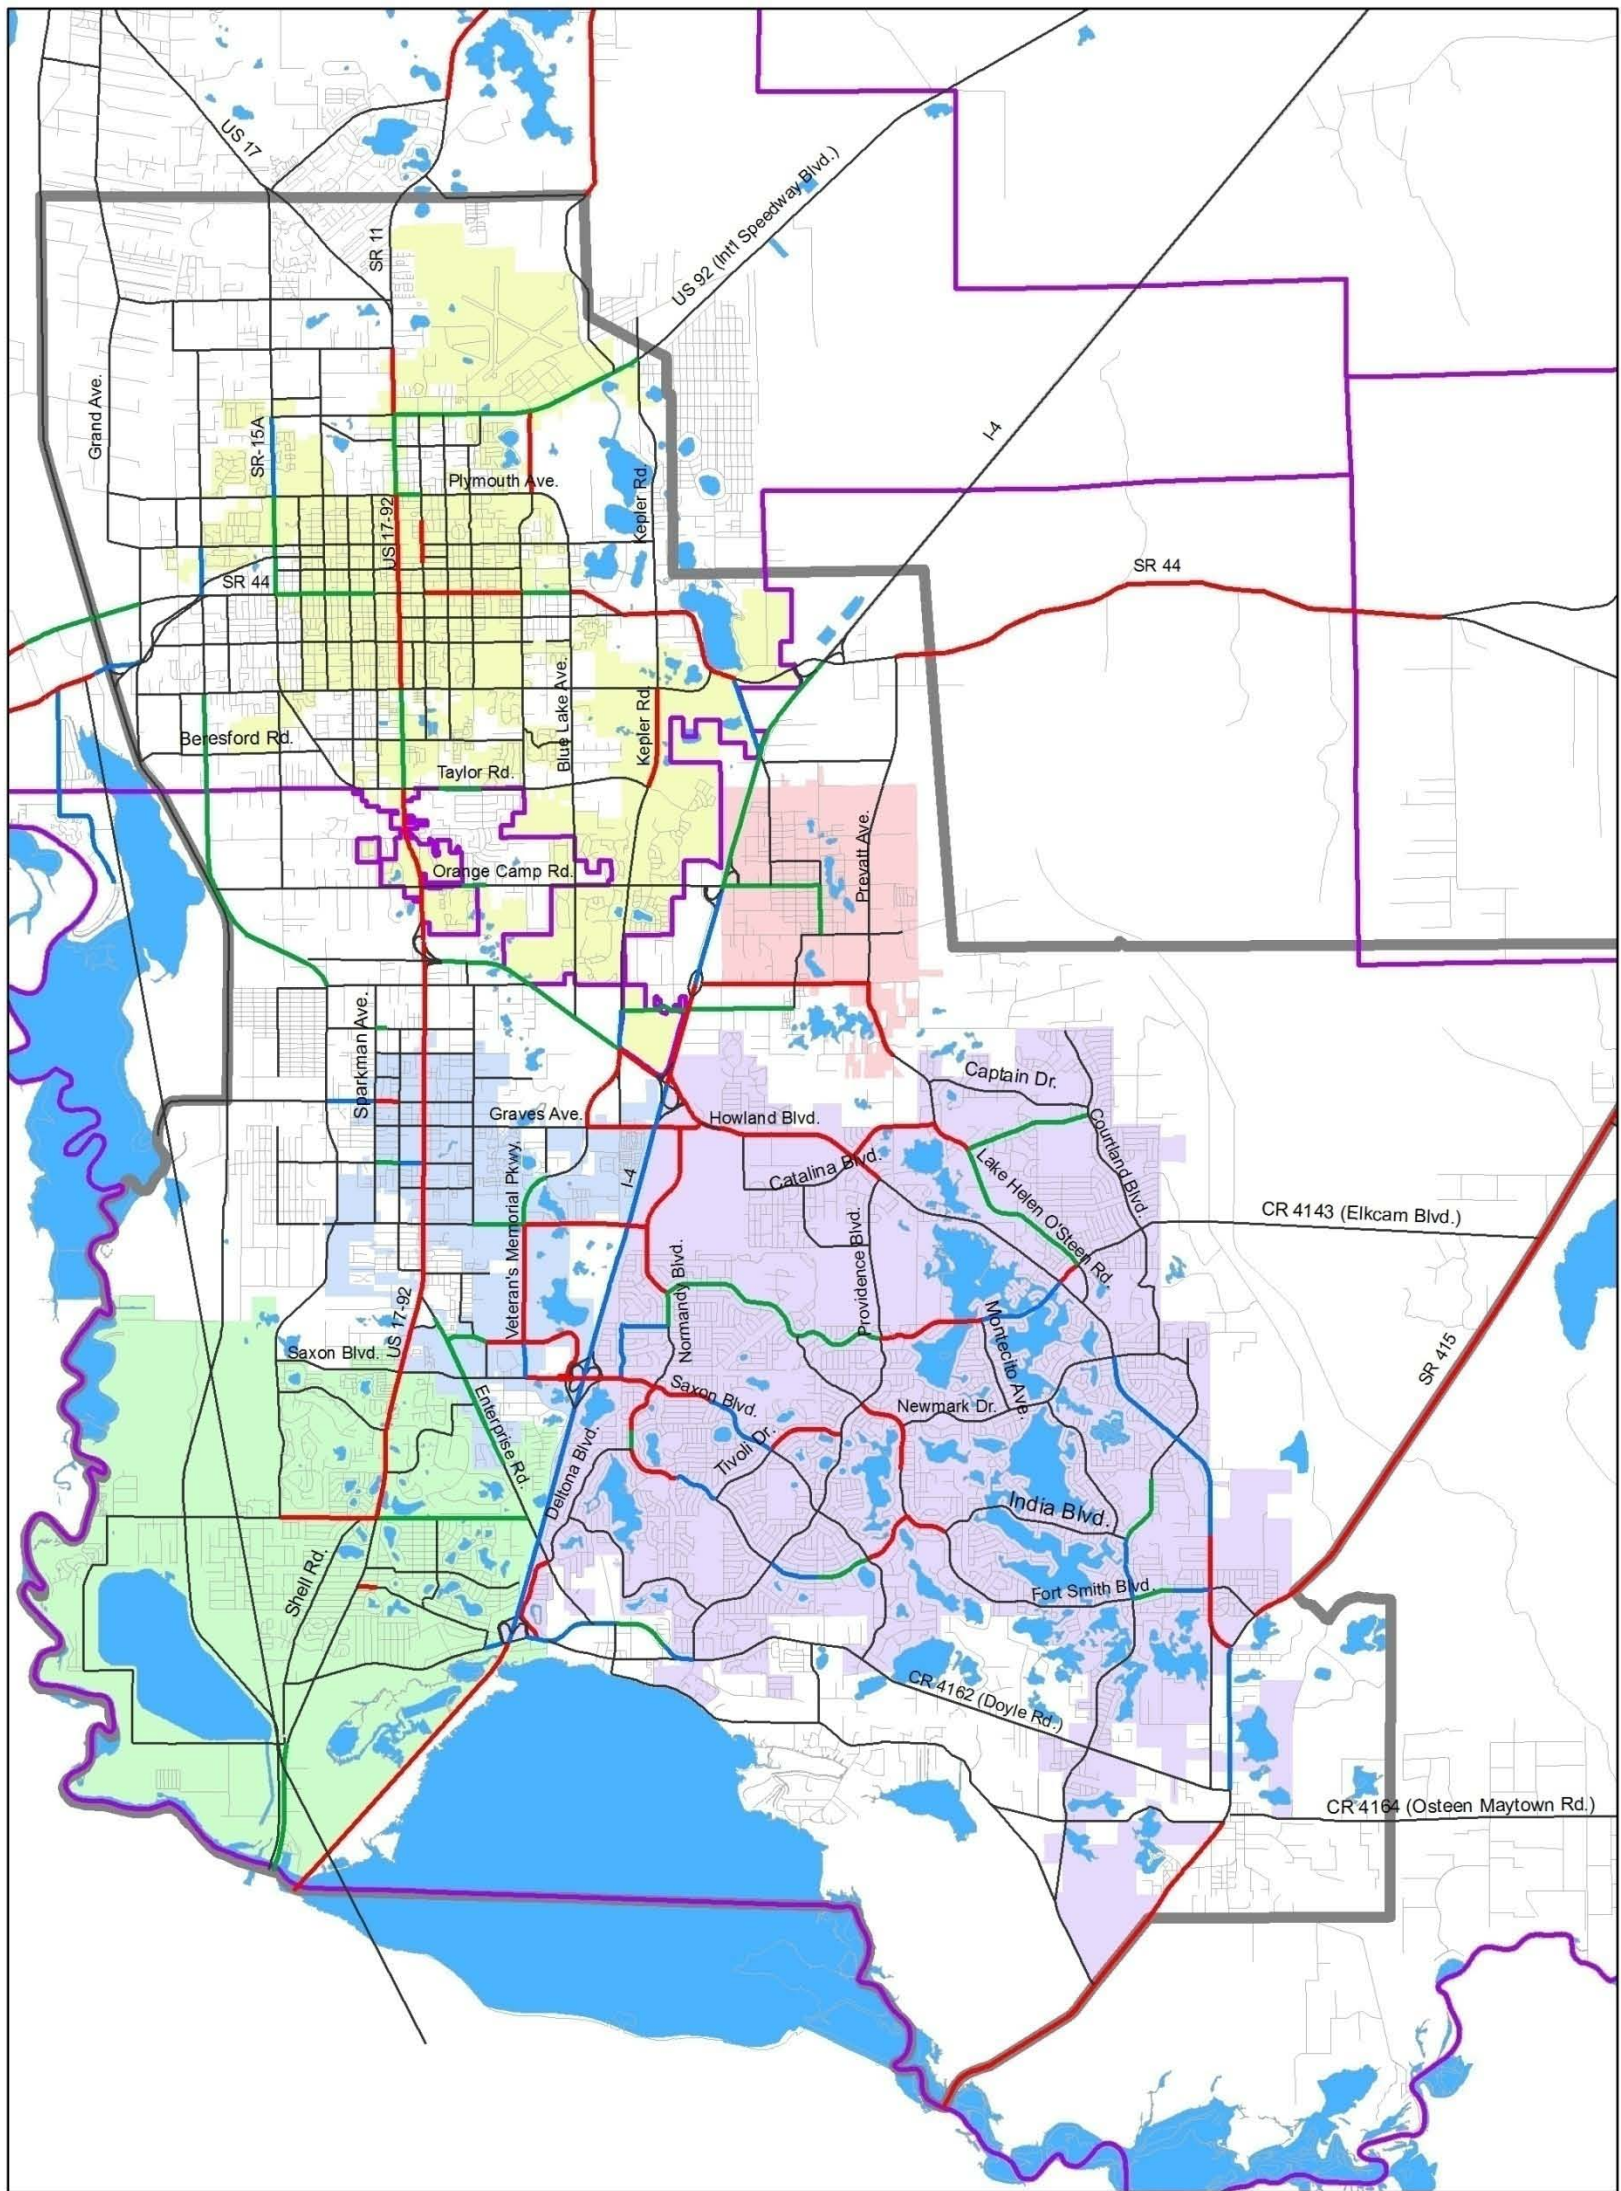 US 17
SR 11
US 92 (Int'l Speedway Blvd.)
Grand Ave.
SR-15A
I-4
Plymouth Ave.
Kepler Rd.
US 17-92
SR 44
SR 44
Blue Lake Ave.
Kepler Rd.
Beresford Rd.
Taylor Rd.
Prevatt Ave.
Orange Camp Rd.
Sparkman Ave.
Captain Dr.
Graves Ave.
Howland Blvd.
Courtland Blvd.
Catalina Blvd.
Lake Helen O'Steen Rd.
I-4
Veteran's Memorial Pkwy.
CR 4143 (Elkcam Blvd.)
Providence Blvd.
Normandy Blvd.
US 17-92
Montecito Ave.
Saxon Blvd.
SR 415
Saxon Blvd.
Enterprise Rd.
Newmark Dr.
Tivoli Dr.
Deltona Blvd.
India Blvd.
Shell Rd.
Fort Smith Blvd.
CR 4162 (Doyle Rd.)
CR 4164 (Osteen Maytown Rd.)